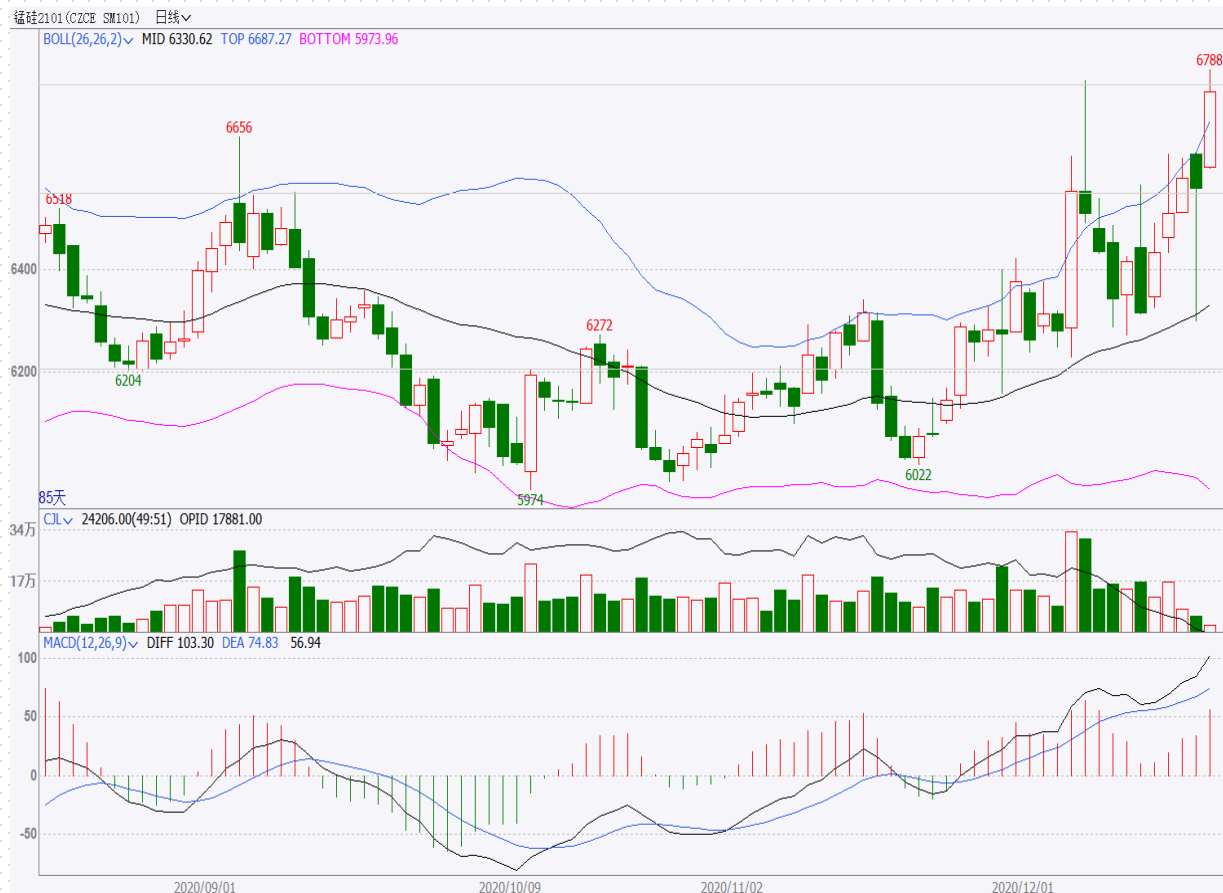 锰硅2101(CZCE SM101) 日线
BOLL(26,26,2) MID 6330.62 TOP 6687.27 BOTTOM 5973.96
6788
6656
6518
6400
6272
6200
6204
6022
5974
85天
CJL 24206.00(49:51) OPID 17881.00
34万
17万
MACD(12,26,9) DIFF 103.30 DEA 74.83 56.94
100
50
0
-50
2020/09/01 2020/10/09 2020/11/02 2020/12/01